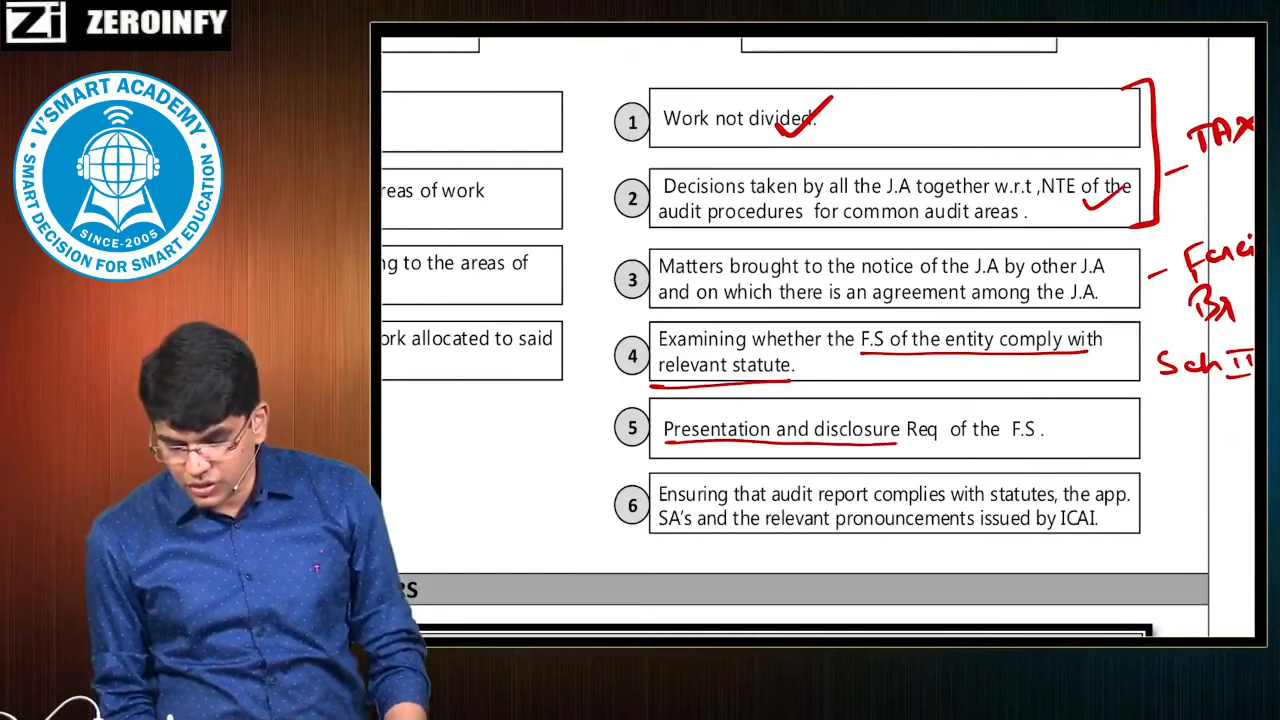 Zi ZEROINFY
V'SMART ACADEMY
SINCE-2005
SMART DECISION FOR SMART EDUCATION
reas of work
ng to the areas of
ork allocated to said
1 Work not divided.
2 Decisions taken by all the J.A together w.r.t ,NTE of the
audit procedures for common audit areas .
3 Matters brought to the notice of the J.A by other J.A
and on which there is an agreement among the J.A.
4 Examining whether the F.S of the entity comply with
relevant statute.
5 Presentation and disclosure Req of the F.S .
6 Ensuring that audit report complies with statutes, the app.
SA's and the relevant pronouncements issued by ICAI.
TAX
Sch II
RS